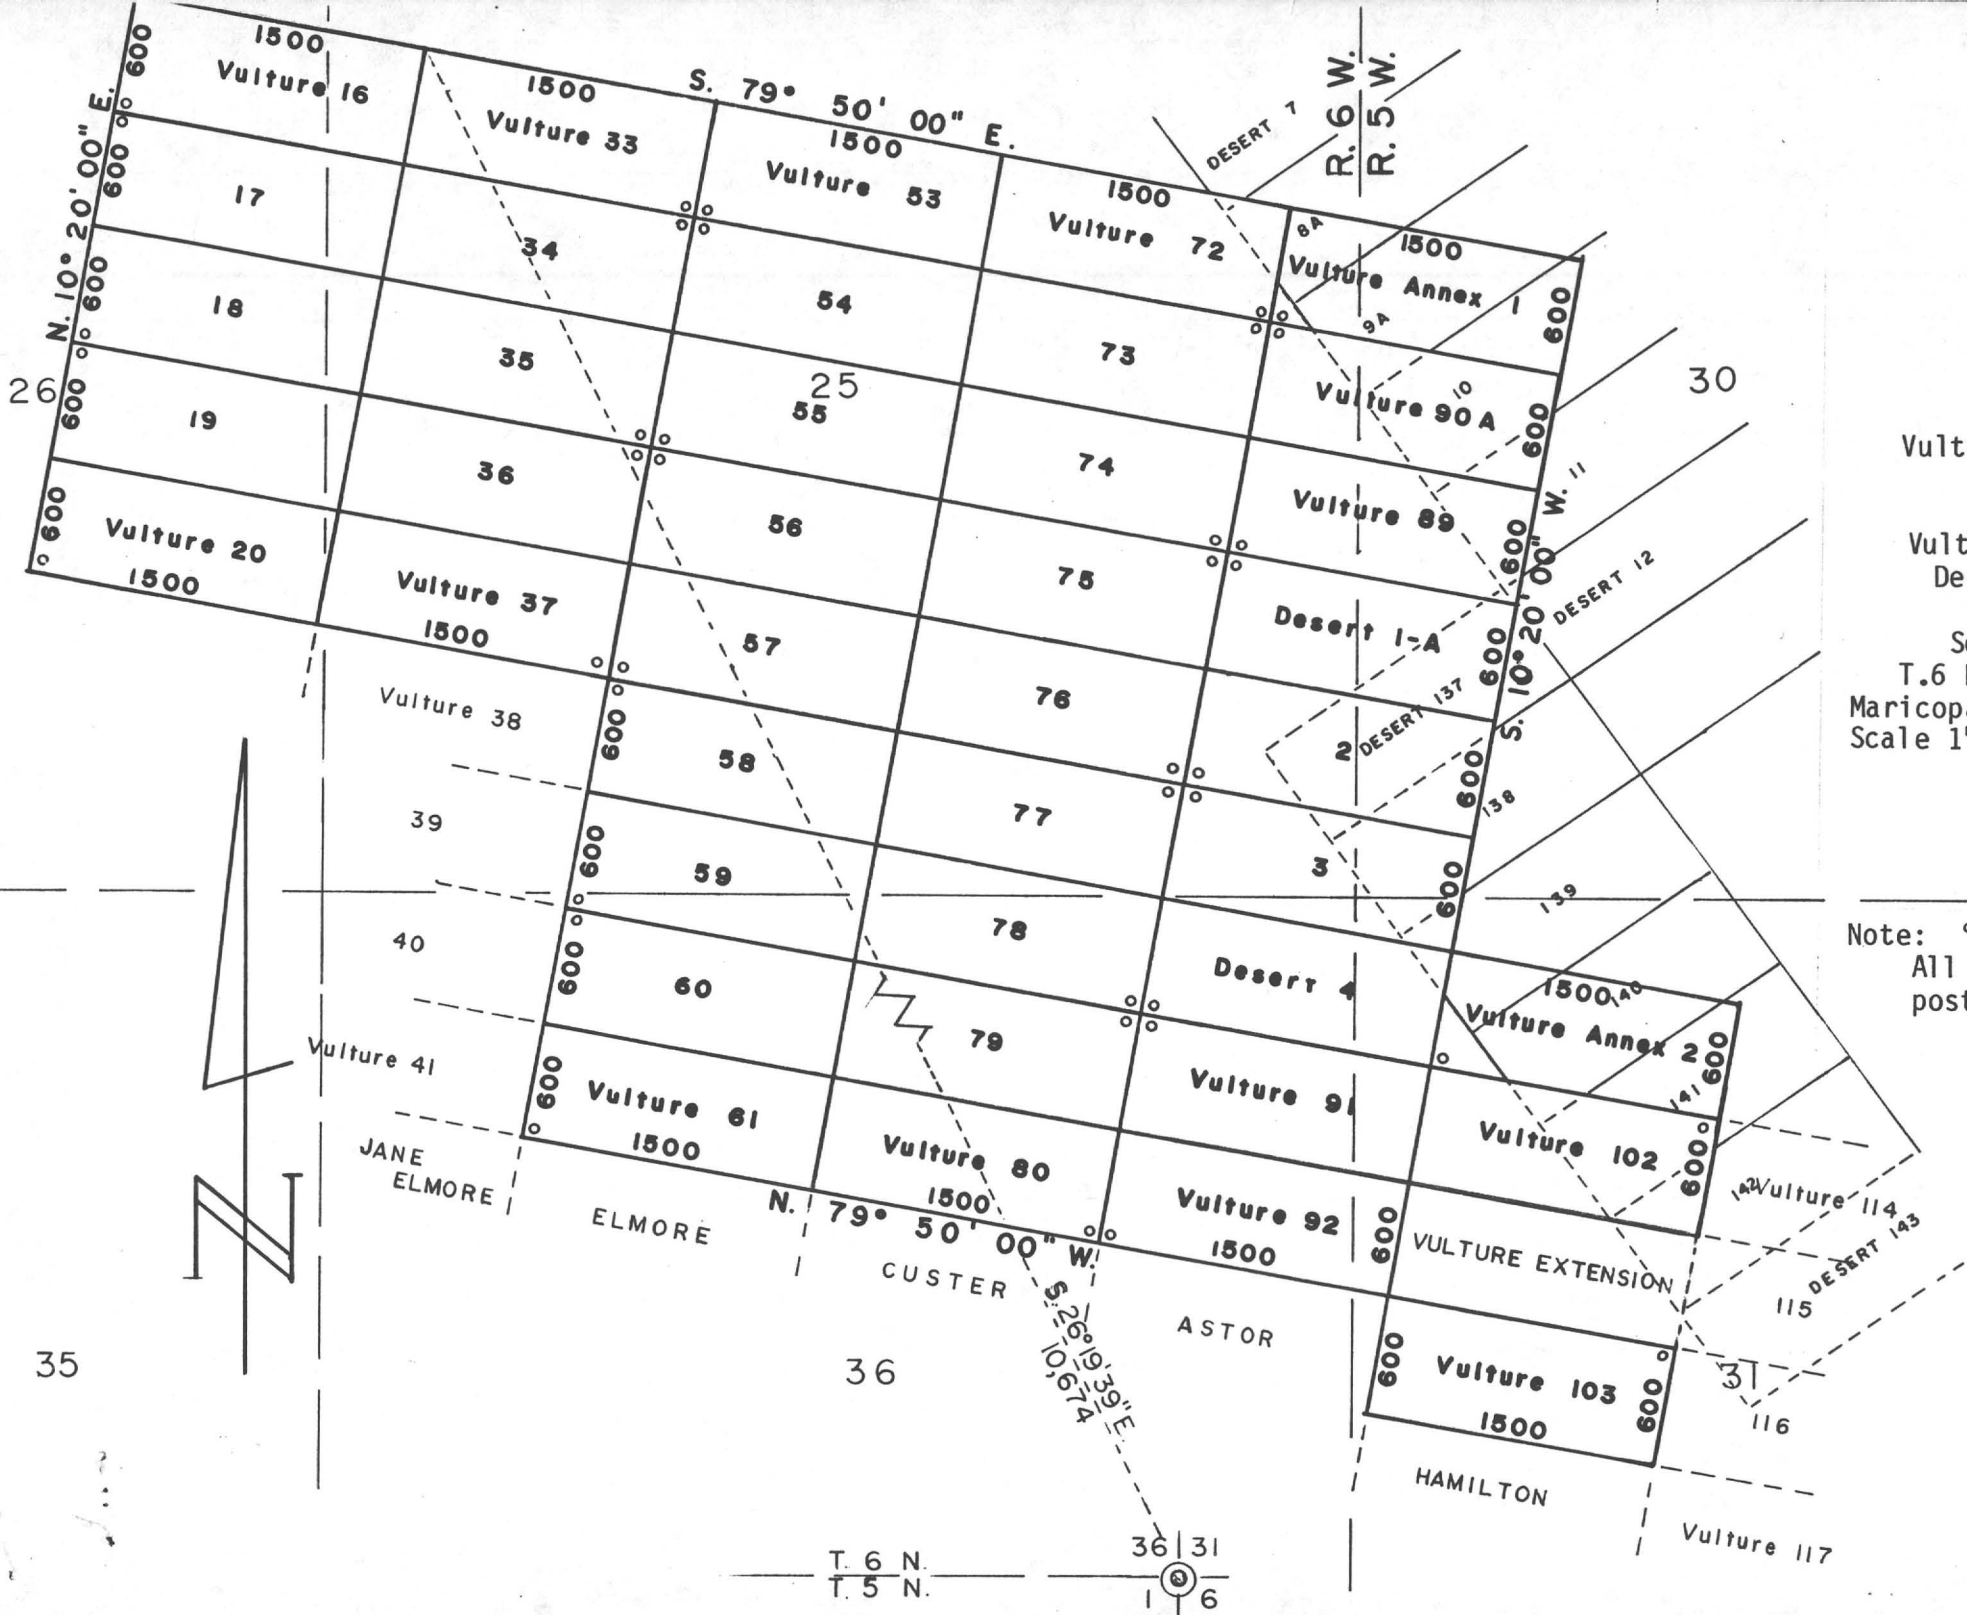 600
1500
Vulture 16
1500
Vulture 33
S. 79° 50' 00" E.
1500
Vulture 53
1500
Vulture 72
DESERT 7
R. 6 W.
R. 5 W.
8A
1500
Vulture Annex 1
600
N. 10° 20' 00" E.
600
17
34
54
73
9A
10
Vulture 90A
600
600
18
35
25
55
74
Vulture 89
600
11
30
26
600
19
36
56
75
Desert 1-A
600
S. 10° 20' 00" W.
DESERT 12
600
Vulture 20
1500
Vulture 37
1500
57
76
2
DESERT 137
600
138
Vulture 38
600
58
77
3
600
139
39
600
59
78
Desert 4
1500
140
Vulture Annex 2
600
141
40
600
60
79
Vulture 91
Vulture 102
600
142
Vulture 114
DESERT 143
Vulture 41
600
Vulture 61
1500
Vulture 80
1500
Vulture 92
1500
600
VULTURE EXTENSION
115
JANE
ELMORE
ELMORE
N. 79° 50' 00" W.
CUSTER
ASTOR
S. 26° 19' 39" E.
10,674
35
36
600
Vulture 103
1500
600
31
116
HAMILTON
Vulture 117
T. 6 N.
T. 5 N.
36 31
1 6
Vult
Vult
De
T.6
Maricopa
Scale 1"
Note:
All
post